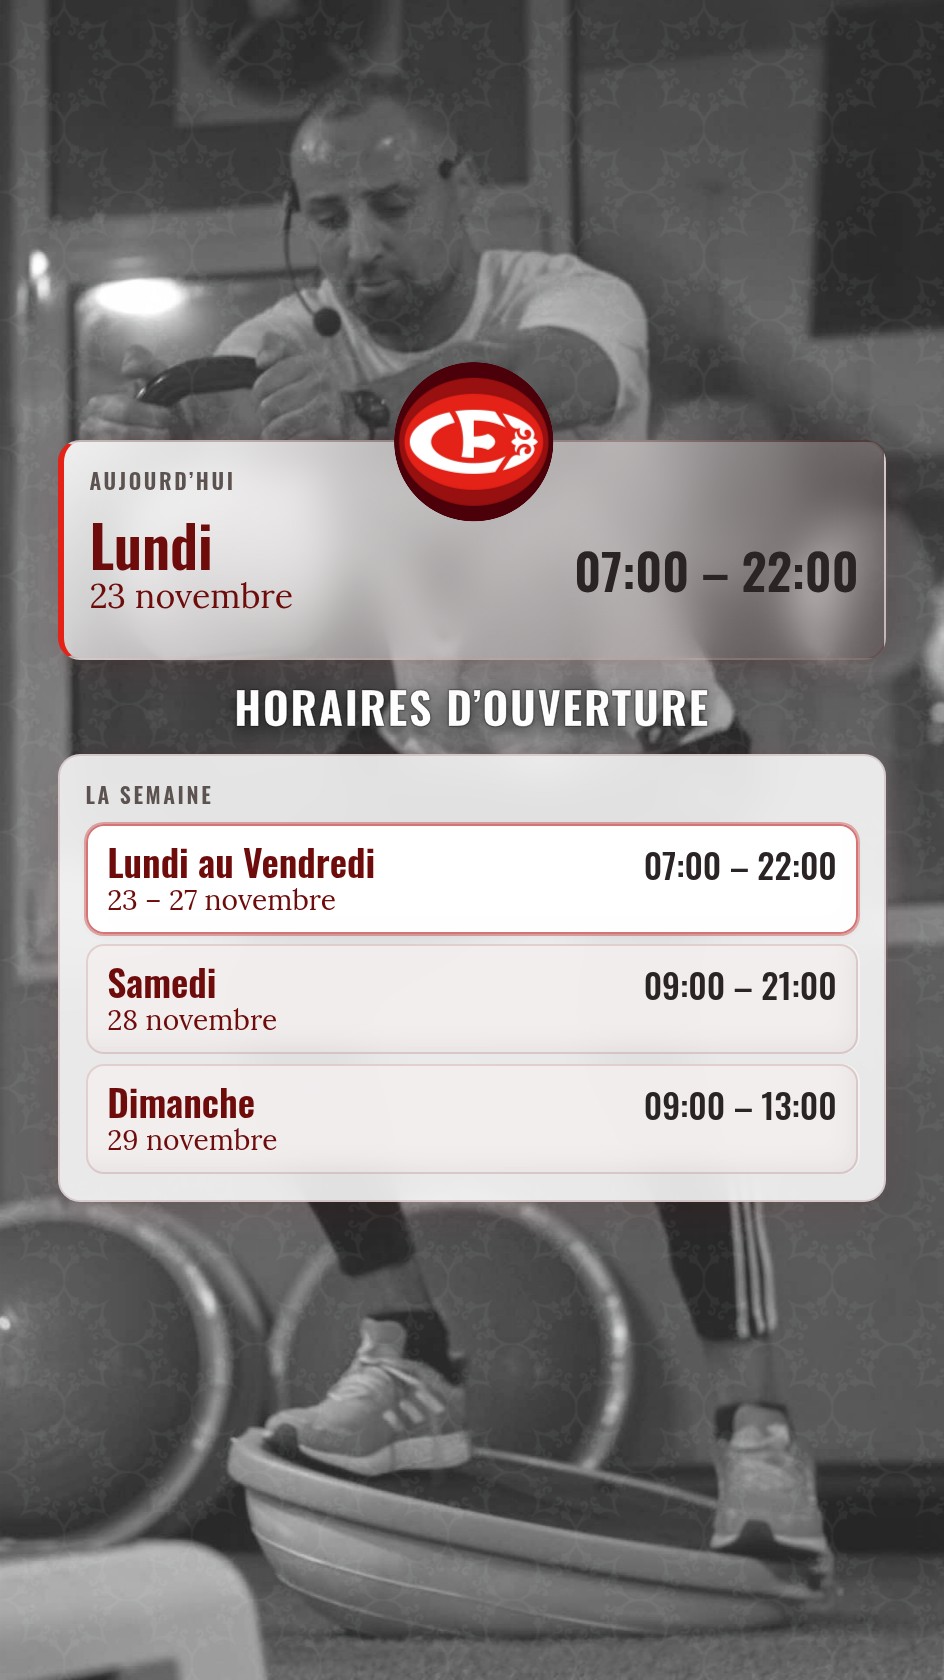 CF
AUJOURD’HUI
Lundi
23 novembre
07:00 – 22:00
HORAIRES D’OUVERTURE
LA SEMAINE
Lundi au Vendredi
07:00 – 22:00
23 – 27 novembre
Samedi
09:00 – 21:00
28 novembre
Dimanche
09:00 – 13:00
29 novembre